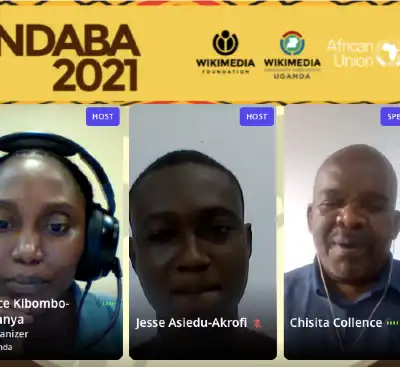 NDABA
2021
WIKIMEDIA
FOUNDATION
WIKIMEDIA
UGANDA
African
Union
HOST
HOST
SPE
ce Kibombo-
anya
anizer
nda
Jesse Asiedu-Akrofi
Chisita Collence